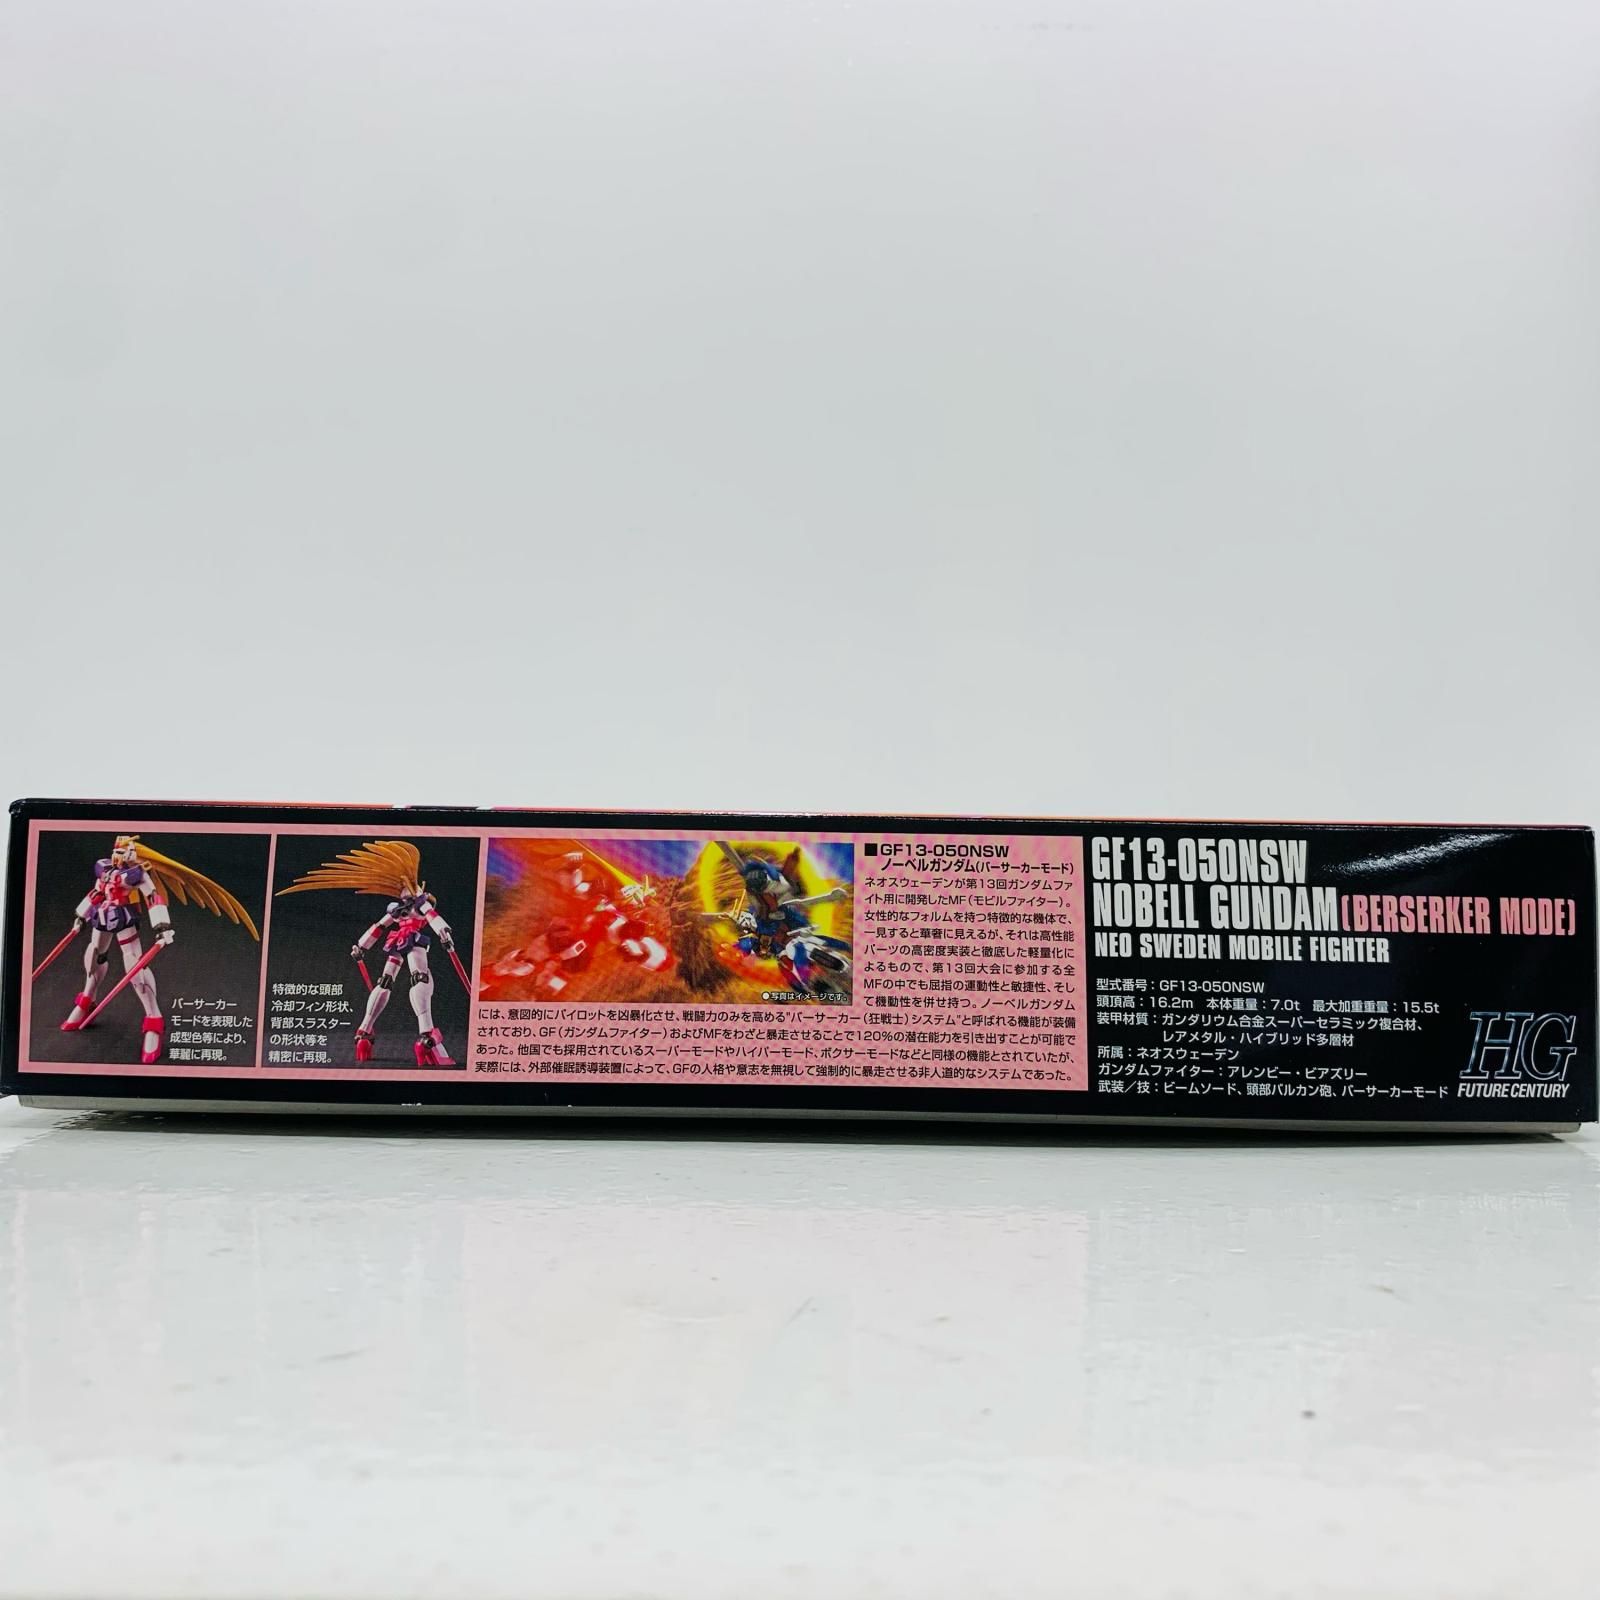 バーサーカー
モードを表現した
成型色等により、
華麗に再現。
特徴的な頭部
冷却フィン形状、
背部スラスター
の形状等を
精密に再現。
●写真はイメージです。
■GF13-050NSW
ノーベルガンダム(バーサーカーモード)
ネオスウェーデンが第13回ガンダムファ
イト用に開発したMF(モビルファイター)。
女性的なフォルムを持つ特徴的な機体で、
一見すると華奢に見えるが、それは高性能
パーツの高密度実装と徹底した軽量化に
よるもので、第13回大会に参加する全
MFの中でも屈指の運動性と敏捷性、そし
て機動性を併せ持つ。ノーベルガンダム
には、意図的にパイロットを凶暴化させ、戦闘力のみを高める"バーサーカー(狂戦士)システム"と呼ばれる機能が装備
されており、GF(ガンダムファイター)およびMFをわざと暴走させることで120%の潜在能力を引き出すことが可能で
あった。他国でも採用されているスーパーモードやハイパーモード、ボクサーモードなどと同様の機能とされていたが、
実際には、外部催眠誘導装置によって、GFの人格や意志を無視して強制的に暴走させる非人道的なシステムであった。
GF13-050NSW
NOBELL GUNDAM(BERSERKER MODE)
NEO SWEDEN MOBILE FIGHTER
型式番号：GF13-050NSW
頭頂高：16.2m 本体重量：7.0t 最大加重重量：15.5t
装甲材質：ガンダリウム合金スーパーセラミック複合材、
レアメタル・ハイブリッド多層材
所属：ネオスウェーデン
ガンダムファイター：アレンビー・ビアズリー
武装／技：ビームソード、頭部バルカン砲、バーサーカーモード
HG
FUTURE CENTURY